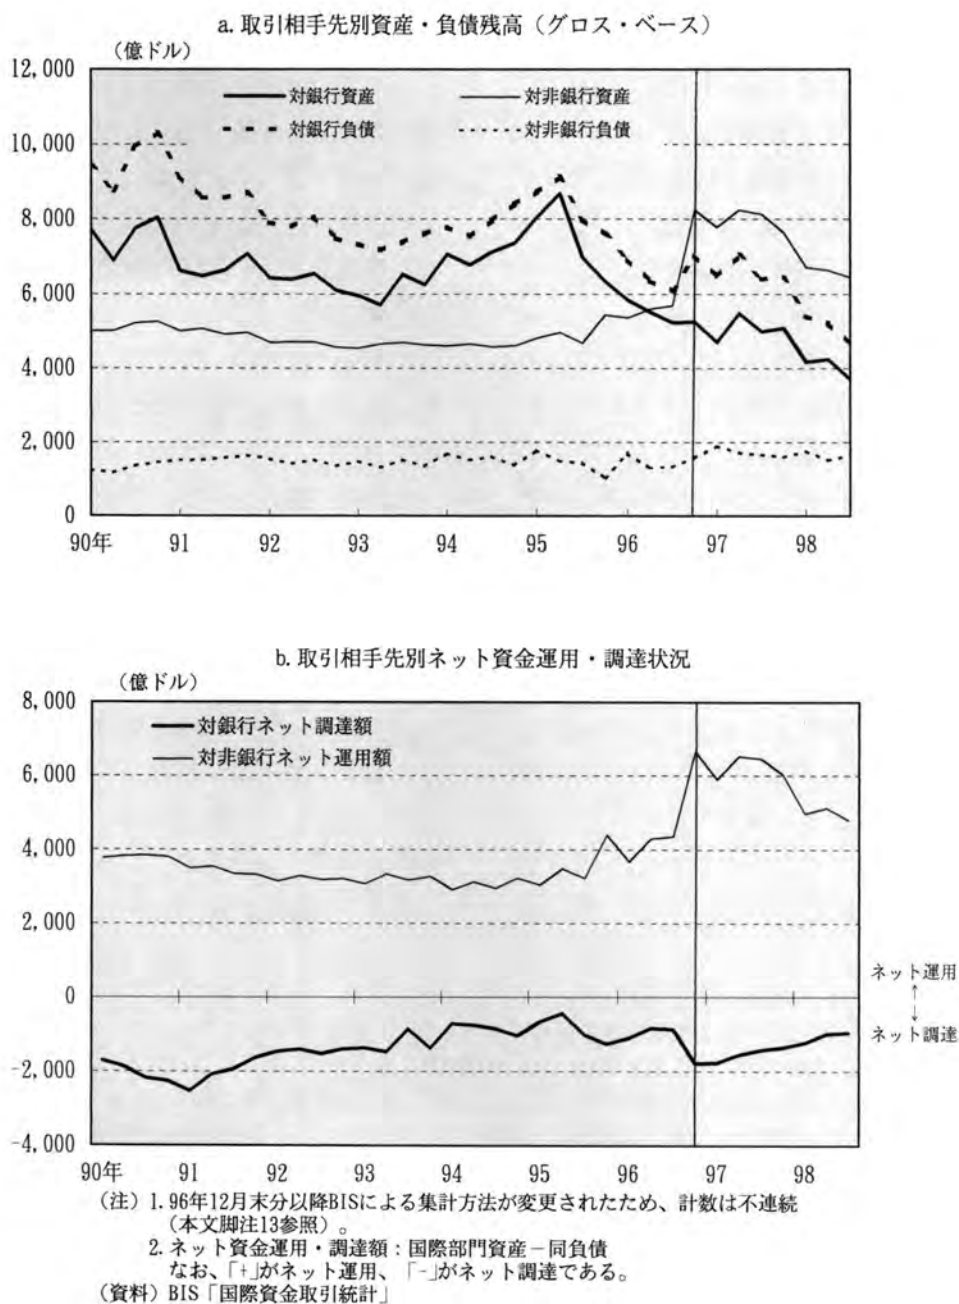 a. 取引相手先別資産・負債残高（グロス・ベース）
（億ドル）
12,000
10,000
8,000
6,000
4,000
2,000
0
対銀行資産
対非銀行資産
対銀行負債
対非銀行負債
90年 91 92 93 94 95 96 97 98
b. 取引相手先別ネット資金運用・調達状況
（億ドル）
8,000
6,000
4,000
2,000
0
-2,000
-4,000
対銀行ネット調達額
対非銀行ネット運用額
ネット運用
↑
↓
ネット調達
90年 91 92 93 94 95 96 97 98
（注）1. 96年12月末分以降BISによる集計方法が変更されたため、計数は不連続
（本文脚注13参照）。
2. ネット資金運用・調達額：国際部門資産－同負債
なお、「+」がネット運用、「-」がネット調達である。
（資料）BIS「国際資金取引統計」